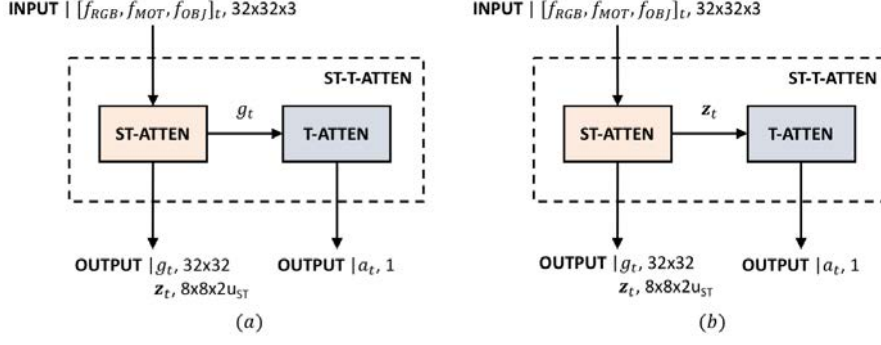 INPUT | [f_RGB, f_MOT, f_OBJ]_t, 32x32x3
ST-T-ATTEN
ST-ATTEN
g_t
T-ATTEN
OUTPUT | g_t, 32x32
z_t, 8x8x2u_ST
OUTPUT | a_t, 1
(a)
INPUT | [f_RGB, f_MOT, f_OBJ]_t, 32x32x3
ST-T-ATTEN
ST-ATTEN
z_t
T-ATTEN
OUTPUT | g_t, 32x32
z_t, 8x8x2u_ST
OUTPUT | a_t, 1
(b)